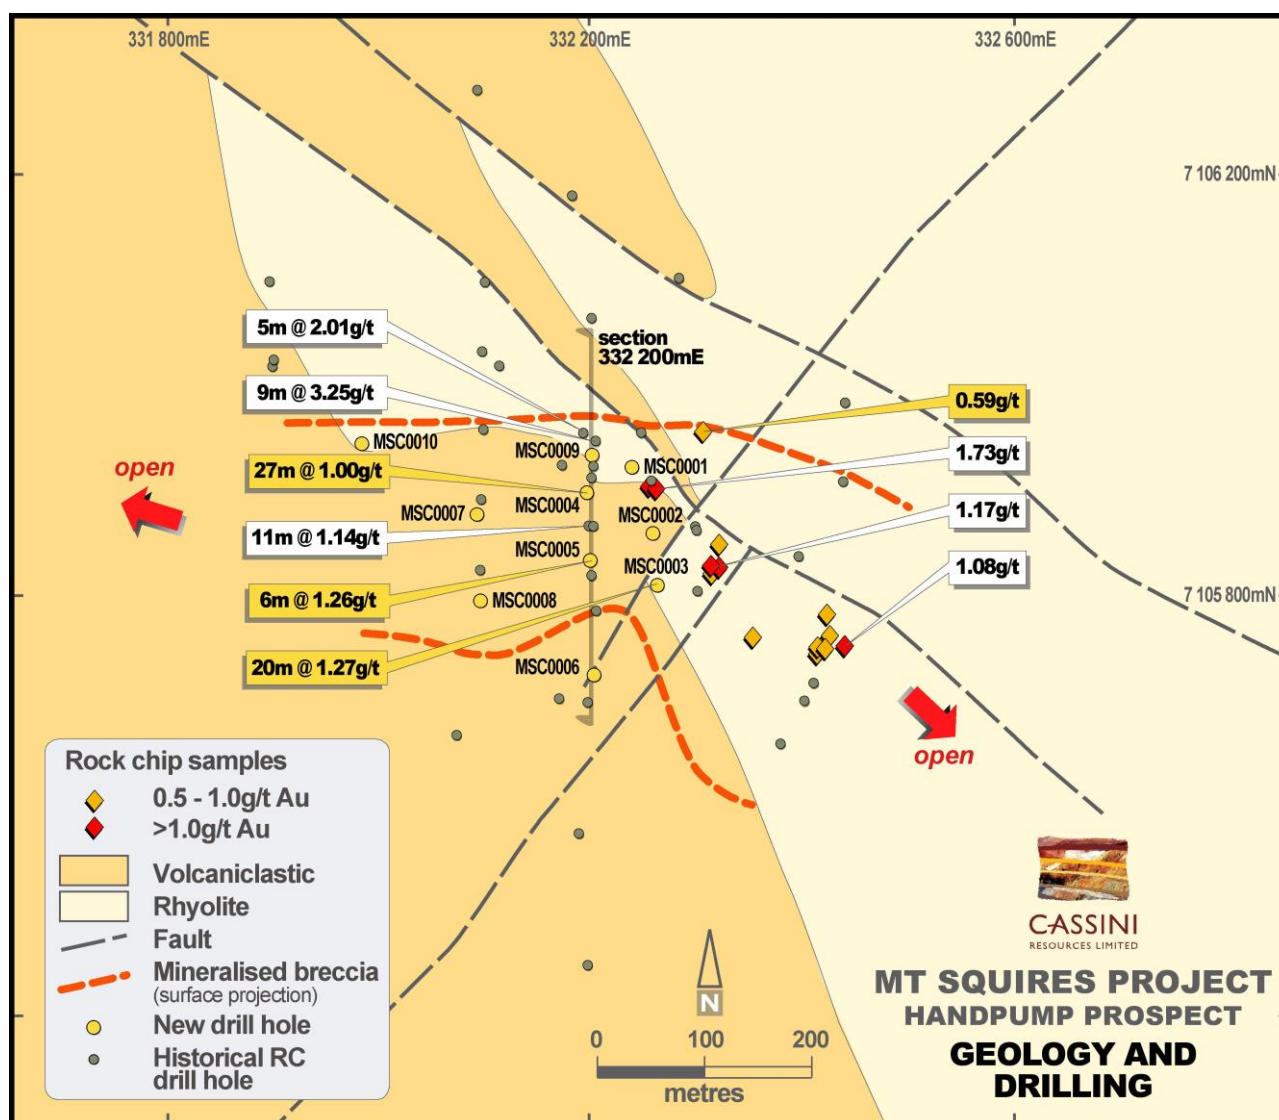 331 800mE
332 200mE
332 600mE
7 106 200mN
5m @ 2.01g/t
section
332 200mE
9m @ 3.25g/t
0.59g/t
MSC0010
MSC0009
MSC0001
1.73g/t
open
27m @ 1.00g/t
MSC0004
MSC0007
MSC0002
1.17g/t
11m @ 1.14g/t
MSC0005
MSC0003
1.08g/t
6m @ 1.26g/t
MSC0008
7 105 800mN
20m @ 1.27g/t
MSC0006
open
Rock chip samples
0.5 - 1.0g/t Au
>1.0g/t Au
Volcaniclastic
Rhyolite
Fault
Mineralised breccia
(surface projection)
New drill hole
Historical RC
drill hole
N
0 100 200
metres
CASSINI
RESOURCES LIMITED
MT SQUIRES PROJECT
HANDPUMP PROSPECT
GEOLOGY AND
DRILLING